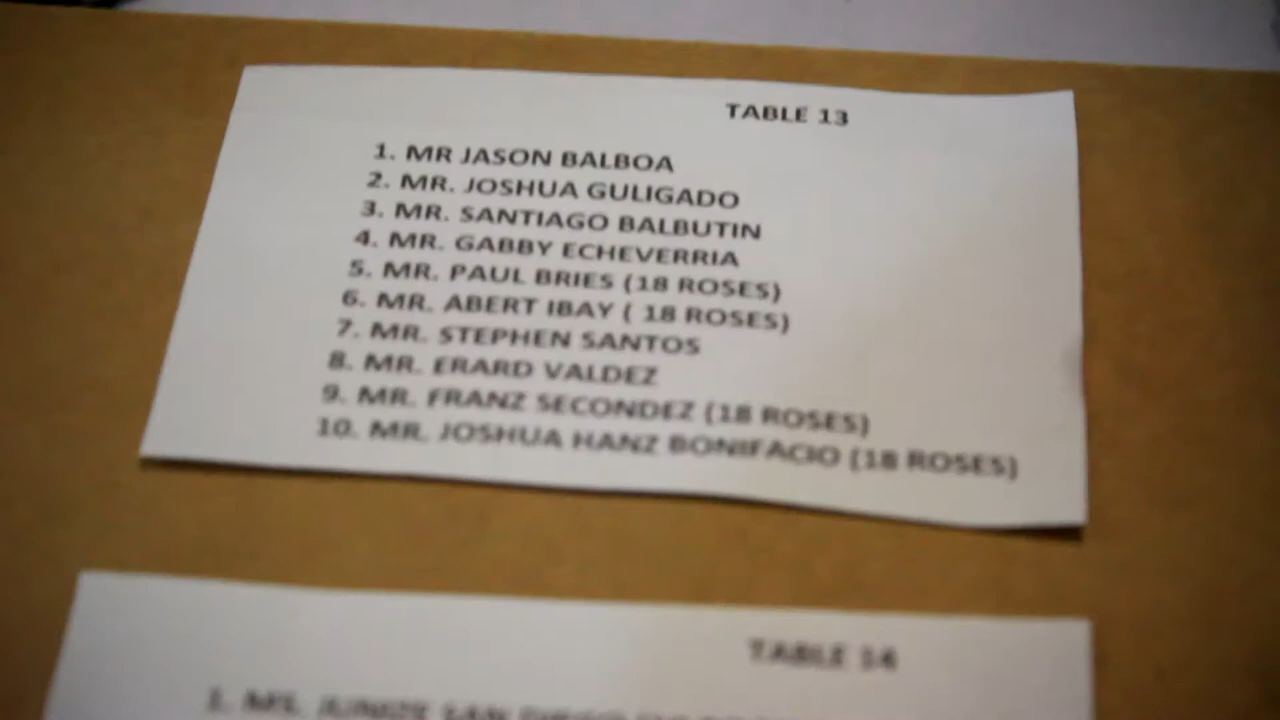 TABLE 13
1. MR JASON BALBOA
2. MR. JOSHUA GULIGADO
3. MR. SANTIAGO BALBUTIN
4. MR. GABBY ECHEVERRIA
5. MR. PAUL BRIES (18 ROSES)
6. MR. ABERT IBAY ( 18 ROSES)
7. MR. STEPHEN SANTOS
8. MR. ERARD VALDEZ
9. MR. FRANZ SECONDEZ (18 ROSES)
10. MR. JOSHUA HANZ BONIFACIO (18 ROSES)
TABLE 14
1. MS.